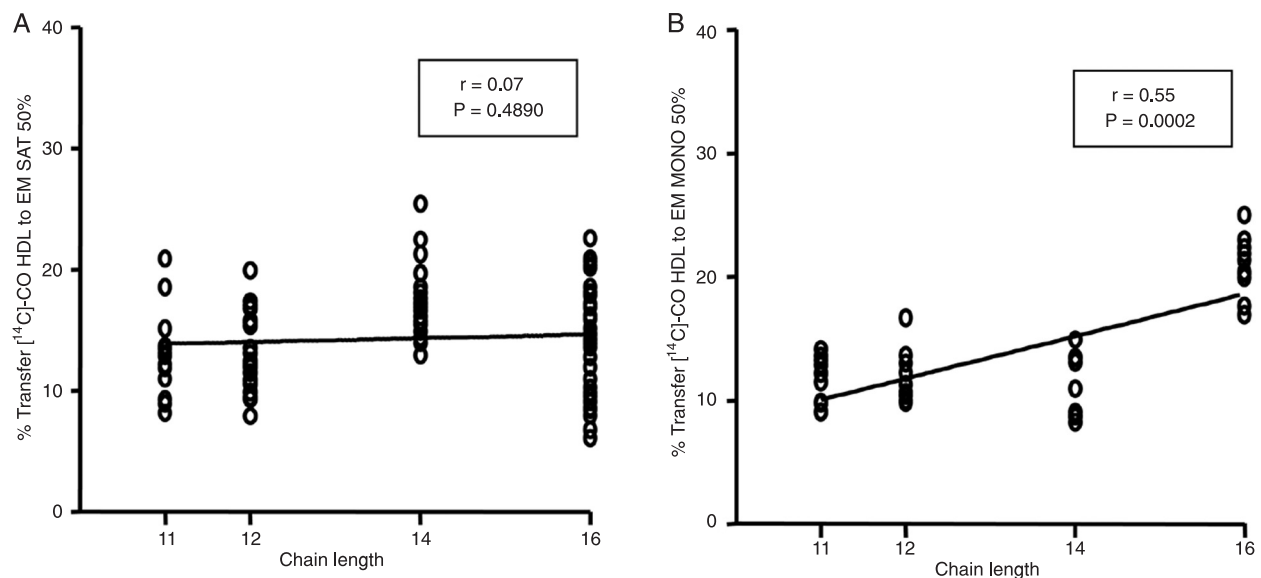 A
% Transfer [¹⁴C]-CO HDL to EM SAT 50%
40
30
20
10
0
r = 0.07
P = 0.4890
11 12 14 16
Chain length
B
% Transfer [¹⁴C]-CO HDL to EM MONO 50%
40
30
20
10
0
r = 0.55
P = 0.0002
11 12 14 16
Chain length